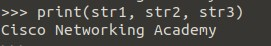 >>> print(str1, str2, str3)
Cisco Networking Academy